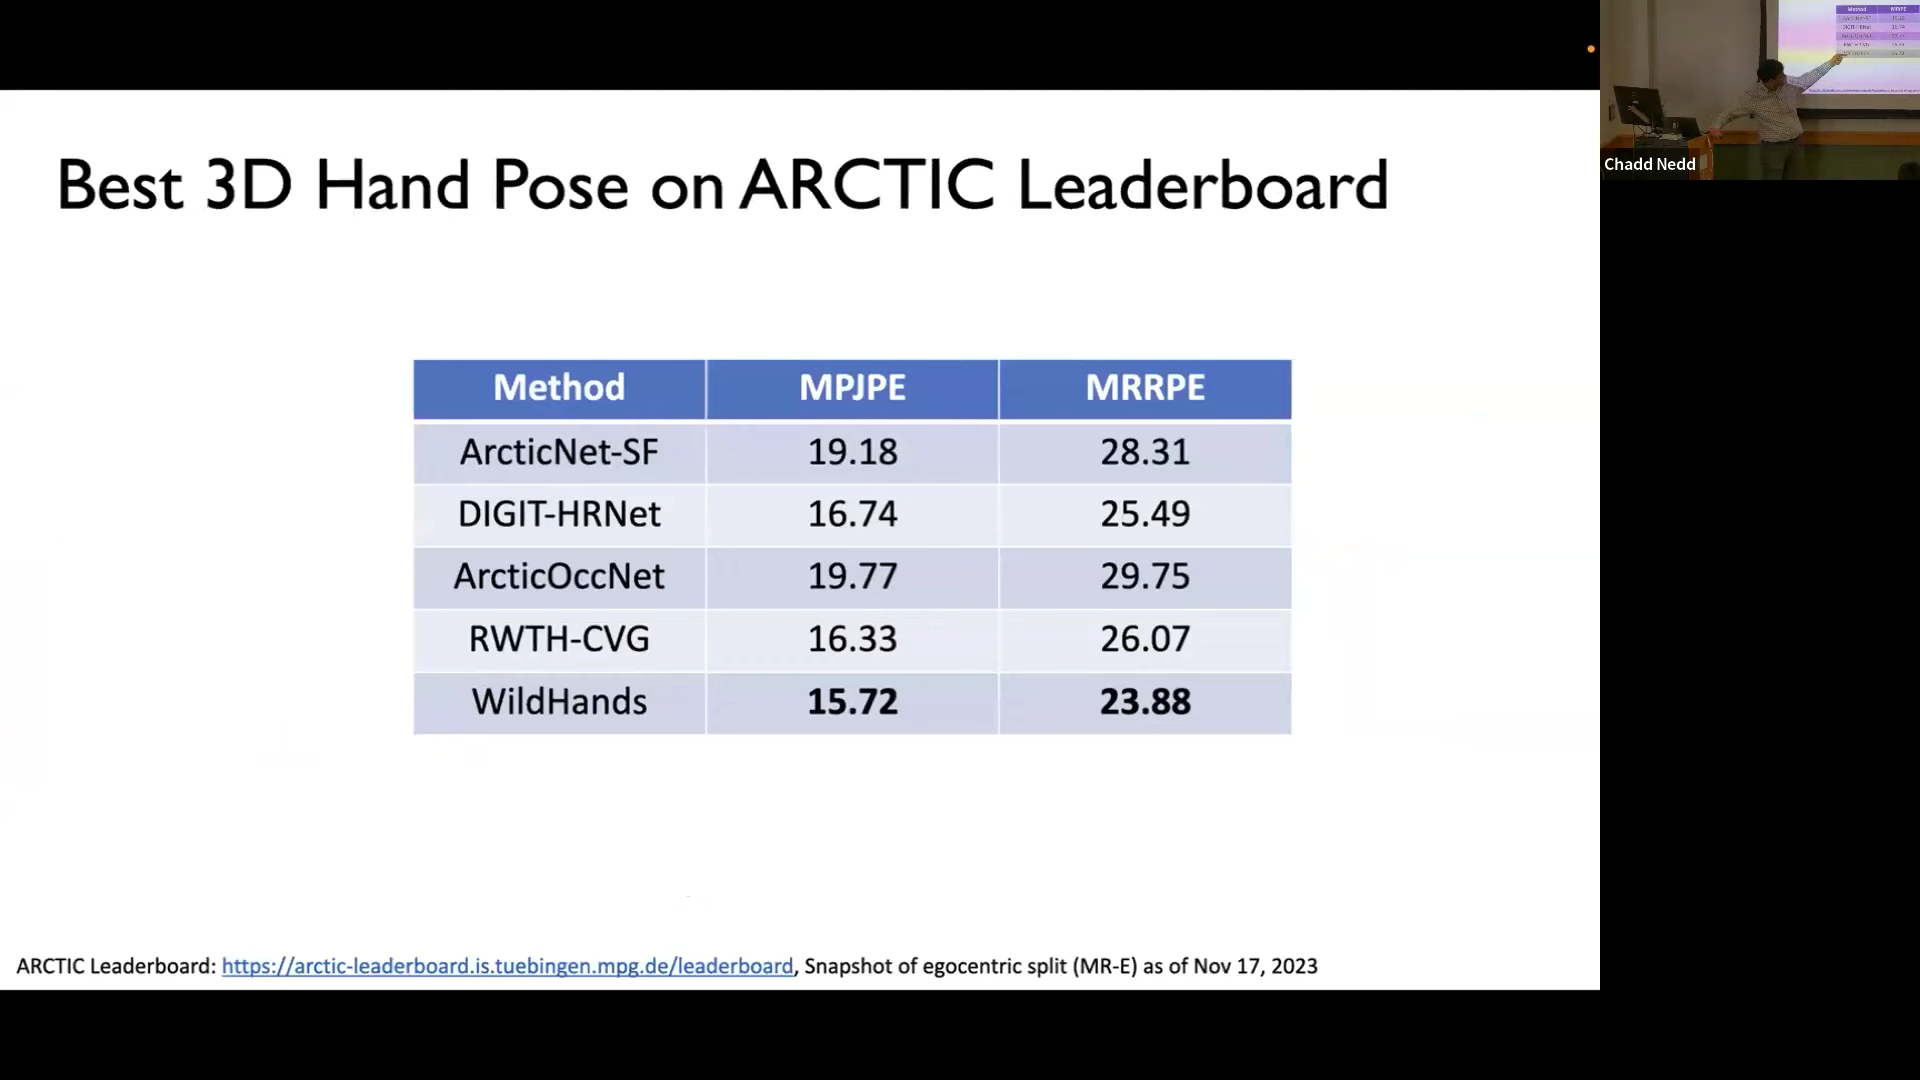 Best 3D Hand Pose on ARCTIC Leaderboard
Method MPJPE MRRPE
ArcticNet-SF 19.18 28.31
DIGIT-HRNet 16.74 25.49
ArcticOccNet 19.77 29.75
RWTH-CVG 16.33 26.07
WildHands 15.72 23.88
ARCTIC Leaderboard: https://arctic-leaderboard.is.tuebingen.mpg.de/leaderboard, Snapshot of egocentric split (MR-E) as of Nov 17, 2023
Method
Chadd Nedd